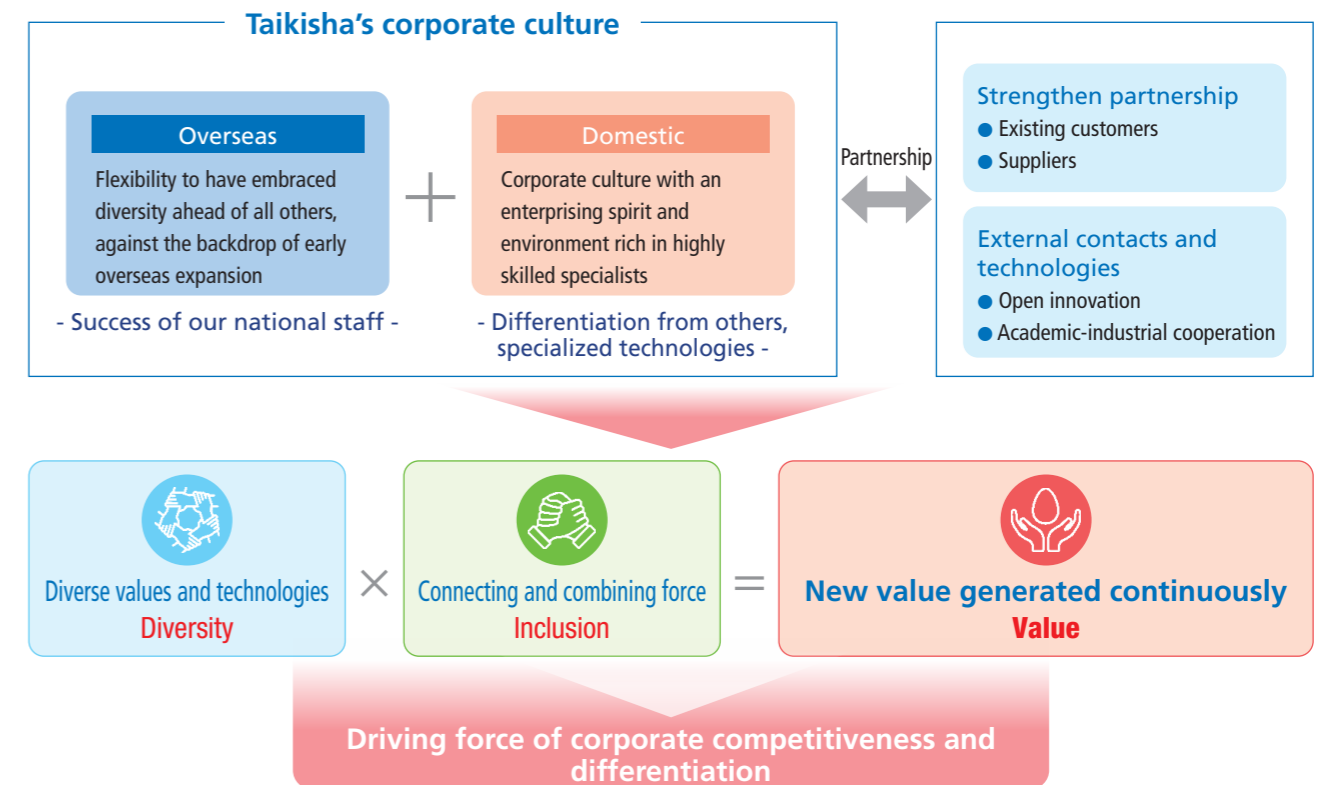 Taikisha's corporate culture
Overseas
Flexibility to have embraced
diversity ahead of all others,
against the backdrop of early
overseas expansion
- Success of our national staff -
+
Domestic
Corporate culture with an
enterprising spirit and
environment rich in highly
skilled specialists
- Differentiation from others,
specialized technologies -
Partnership
Strengthen partnership
● Existing customers
● Suppliers
External contacts and
technologies
● Open innovation
● Academic-industrial cooperation
Diverse values and technologies
Diversity
×
Connecting and combining force
Inclusion
=
New value generated continuously
Value
Driving force of corporate competitiveness and
differentiation